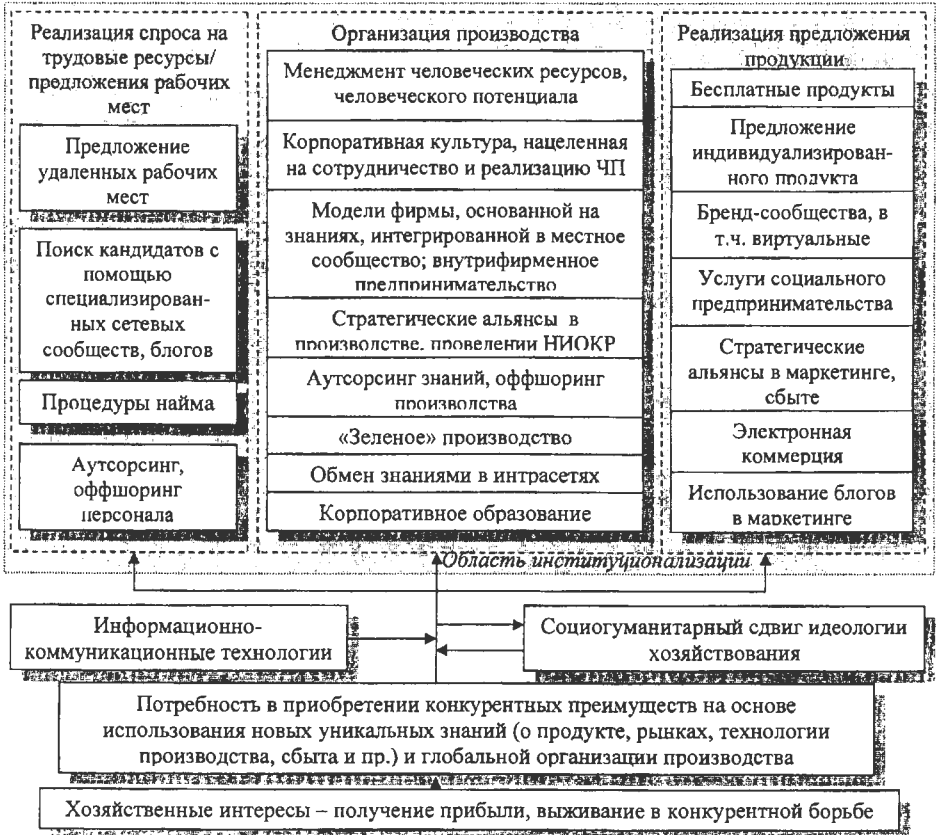 Реализация спроса на
трудовые ресурсы/
предложения рабочих
мест
Предложение
удаленных рабочих
мест
Поиск кандидатов с
помощью
специализирован-
ных сетевых
сообществ, блогов
Процедуры найма
Аутсорсинг,
оффшоринг
персонала
Организация производства
Менеджмент человеческих ресурсов,
человеческого потенциала
Корпоративная культура, нацеленная
на сотрудничество и реализацию ЧП
Модели фирмы, основанной на
знаниях, интегрированной в местное
сообщество; внутрифирменное
предпринимательство
Стратегические альянсы в
производстве, проведении НИОКР
Аутсорсинг знаний, оффшоринг
производства
«Зеленое» производство
Обмен знаниями в интрасетях
Корпоративное образование
Реализация предложения
продукции
Бесплатные продукты
Предложение
индивидуализирован-
ного продукта
Бренд-сообщества, в
т.ч. виртуальные
Услуги социального
предпринимательства
Стратегические
альянсы в маркетинге,
сбыте
Электронная
коммерция
Использование блогов
в маркетинге
Область институционализации
Информационно-
коммуникационные технологии
Социогуманитарный сдвиг идеологии
хозяйствования
Потребность в приобретении конкурентных преимуществ на основе
использования новых уникальных знаний (о продукте, рынках, технологии
производства, сбыта и пр.) и глобальной организации производства
Хозяйственные интересы – получение прибыли, выживание в конкурентной борьбе